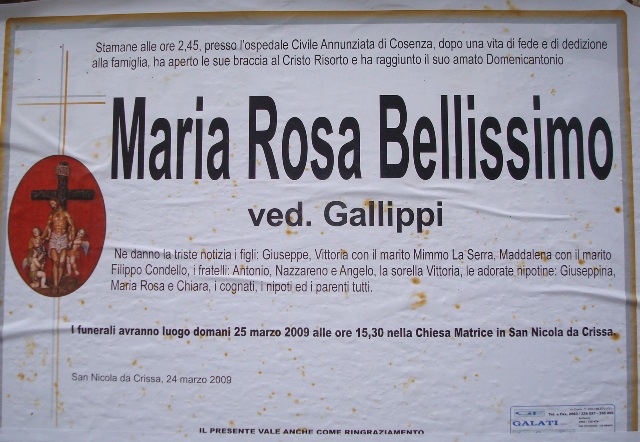 Stamane alle ore 2,45, presso l'ospedale Civile Annunziata di Cosenza, dopo una vita di fede e di dedizione
alla famiglia, ha aperto le sue braccia al Cristo Risorto e ha raggiunto il suo amato Domenicantonio
Maria Rosa Bellissimo
ved. Gallippi
Ne danno la triste notizia i figli: Giuseppe, Vittoria con il marito Mimmo La Serra, Maddalena con il marito
Filippo Condello, i fratelli: Antonio, Nazzareno e Angelo, la sorella Vittoria, le adorate nipotine: Giuseppina,
Maria Rosa e Chiara, i cognati, i nipoti ed i parenti tutti.
I funerali avranno luogo domani 25 marzo 2009 alle ore 15,30 nella Chiesa Matrice in San Nicola da Crissa.
San Nicola da Crissa, 24 marzo 2009
IL PRESENTE VALE ANCHE COME RINGRAZIAMENTO
GALATI